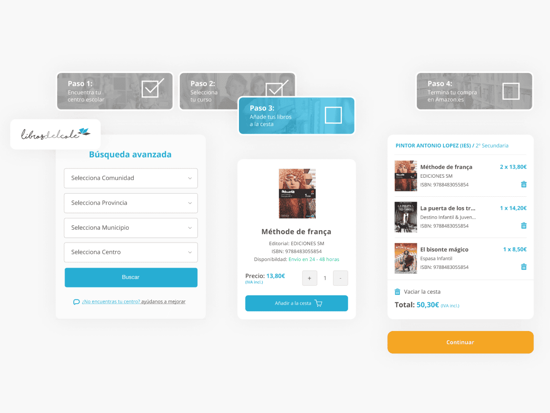 Paso 1:
Encuentra tu
centro escolar
Paso 2:
Selecciona
tu curso
Paso 3:
Añade tus libros
a la cesta
Paso 4:
Termina tu compra
en Amazonces
librosdelcole
Búsqueda avanzada
Selecciona Comunidad
Selecciona Provincia
Selecciona Municipio
Selecciona Centro
Buscar
¿No encuentras tu centro? ayúdanos a mejorar
Méthode de frança
Editorial: EDICIONES SM
ISBN: 9788483055854
Disponibilidad: Envío en 24 - 48 horas
Precio: 13,80€
(IVA incl.)
+ 1 -
Añadir a la cesta
PINTOR ANTONIO LOPEZ (IES) / 2º Secundaria
Méthode de frança 2 x 13,80€
EDICIONES SM
ISBN: 9788483055854
La puerta de los tr... 1 x 14,20€
Destino Infantil & Juven...
ISBN: 9788483055854
El bisonte mágico 1 x 8,50€
Espasa Infantil
ISBN: 9788483055854
Vaciar la cesta
Total: 50,30€ (IVA incl.)
Continuar